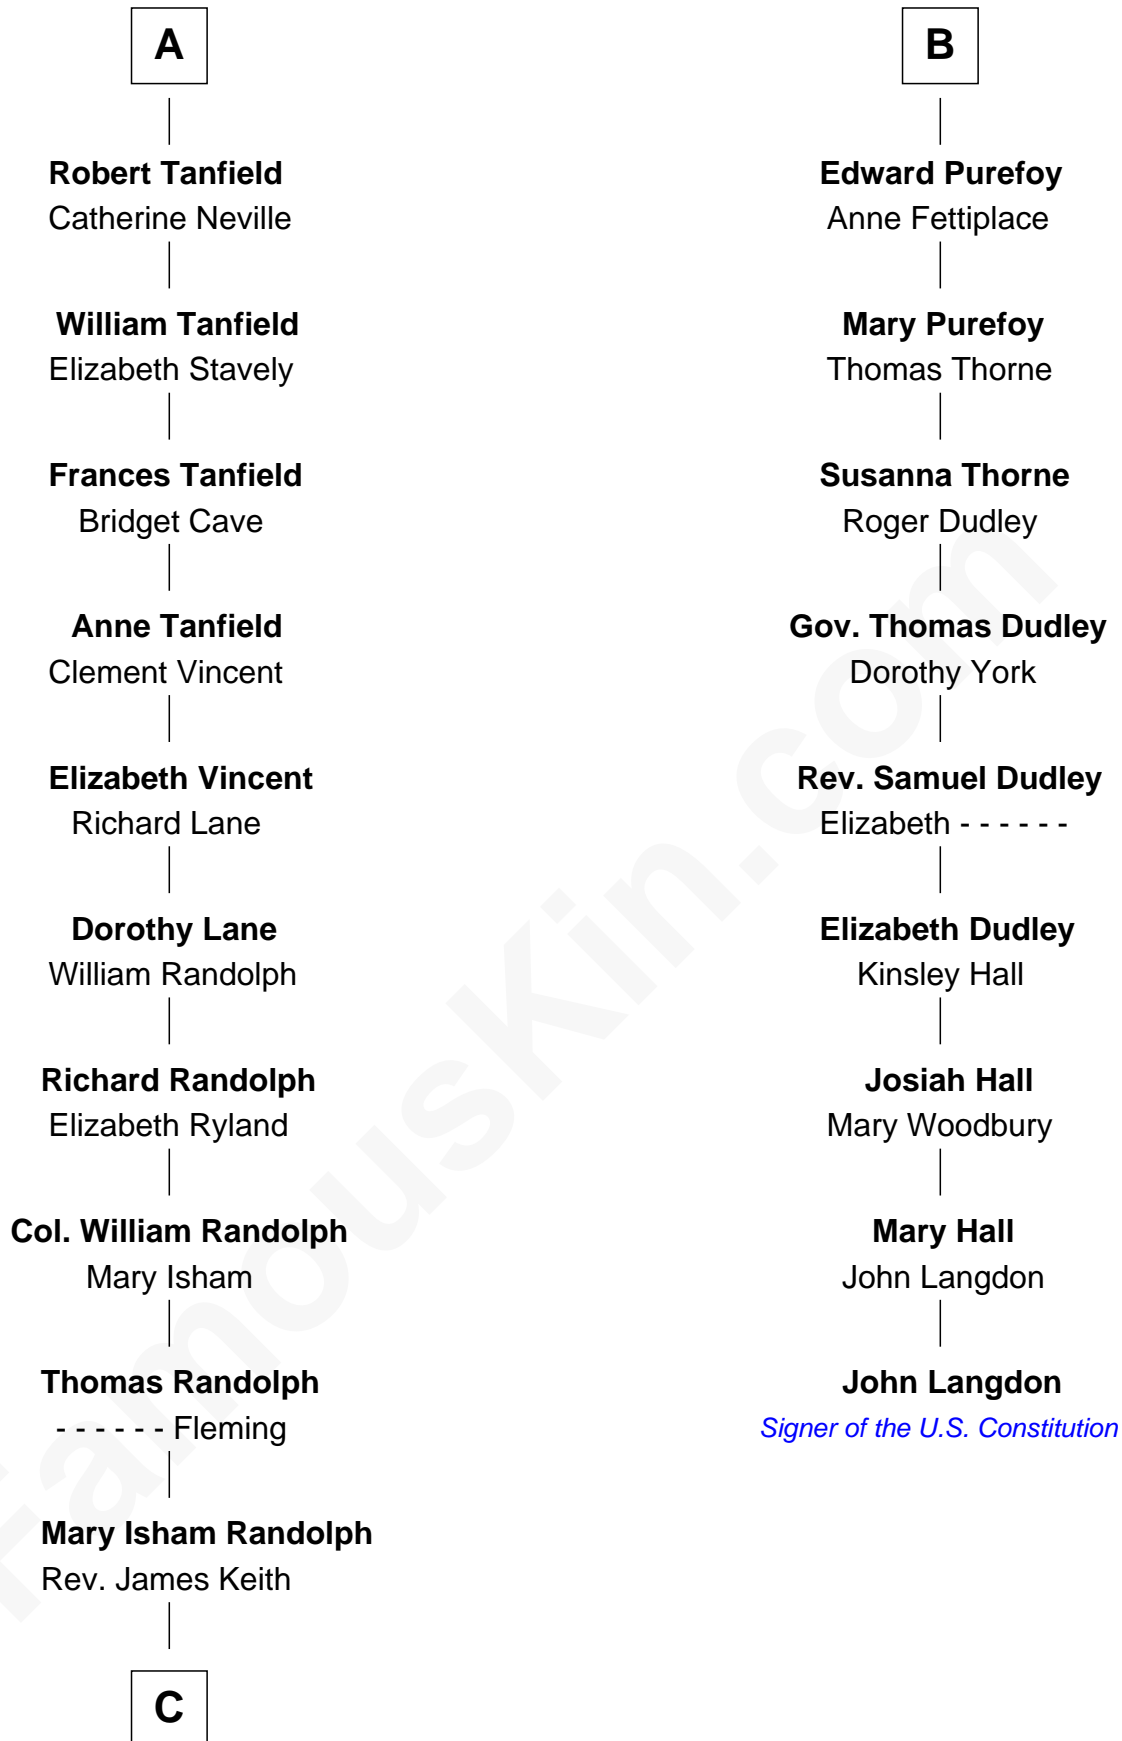 A
Robert Tanfield
Catherine Neville
William Tanfield
Elizabeth Stavely
Frances Tanfield
Bridget Cave
Anne Tanfield
Clement Vincent
Elizabeth Vincent
Richard Lane
Dorothy Lane
William Randolph
Richard Randolph
Elizabeth Ryland
Col. William Randolph
Mary Isham
Thomas Randolph
- - - - - - Fleming
Mary Isham Randolph
Rev. James Keith
C
B
Edward Purefoy
Anne Fettiplace
Mary Purefoy
Thomas Thorne
Susanna Thorne
Roger Dudley
Gov. Thomas Dudley
Dorothy York
Rev. Samuel Dudley
Elizabeth - - - - - -
Elizabeth Dudley
Kinsley Hall
Josiah Hall
Mary Woodbury
Mary Hall
John Langdon
John Langdon
Signer of the U.S. Constitution
FamousKin.com